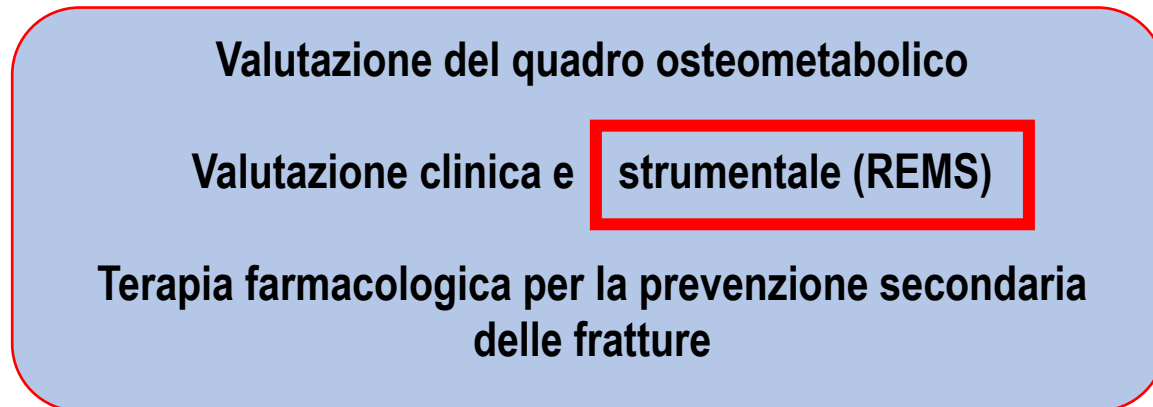 Valutazione del quadro osteometabolico
Valutazione clinica e strumentale (REMS)
Terapia farmacologica per la prevenzione secondaria
delle fratture